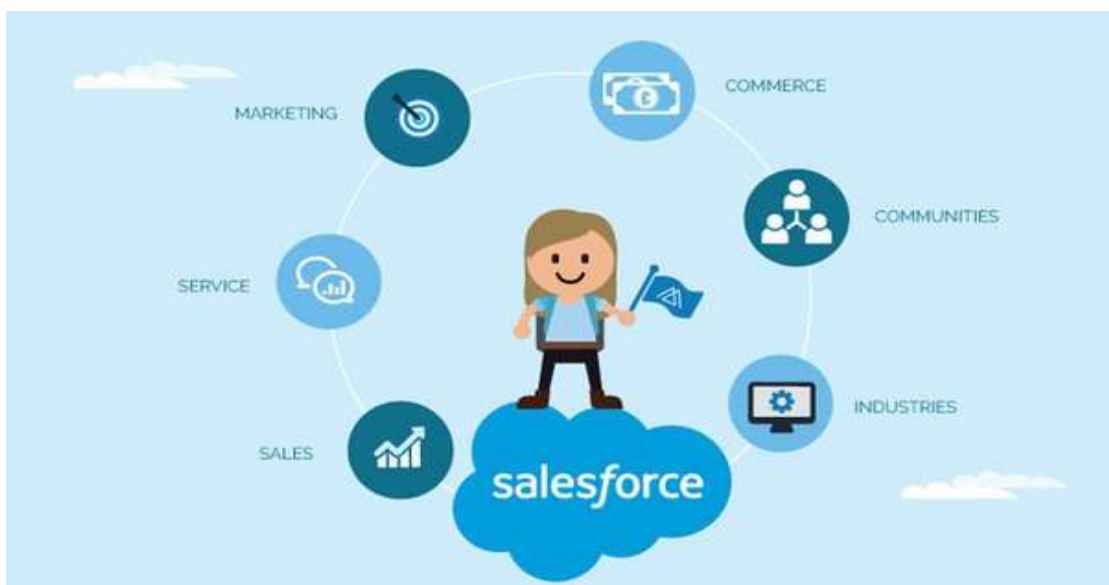 COMMERCE
MARKETING
COMMUNITIES
SERVICE
INDUSTRIES
SALES
salesforce